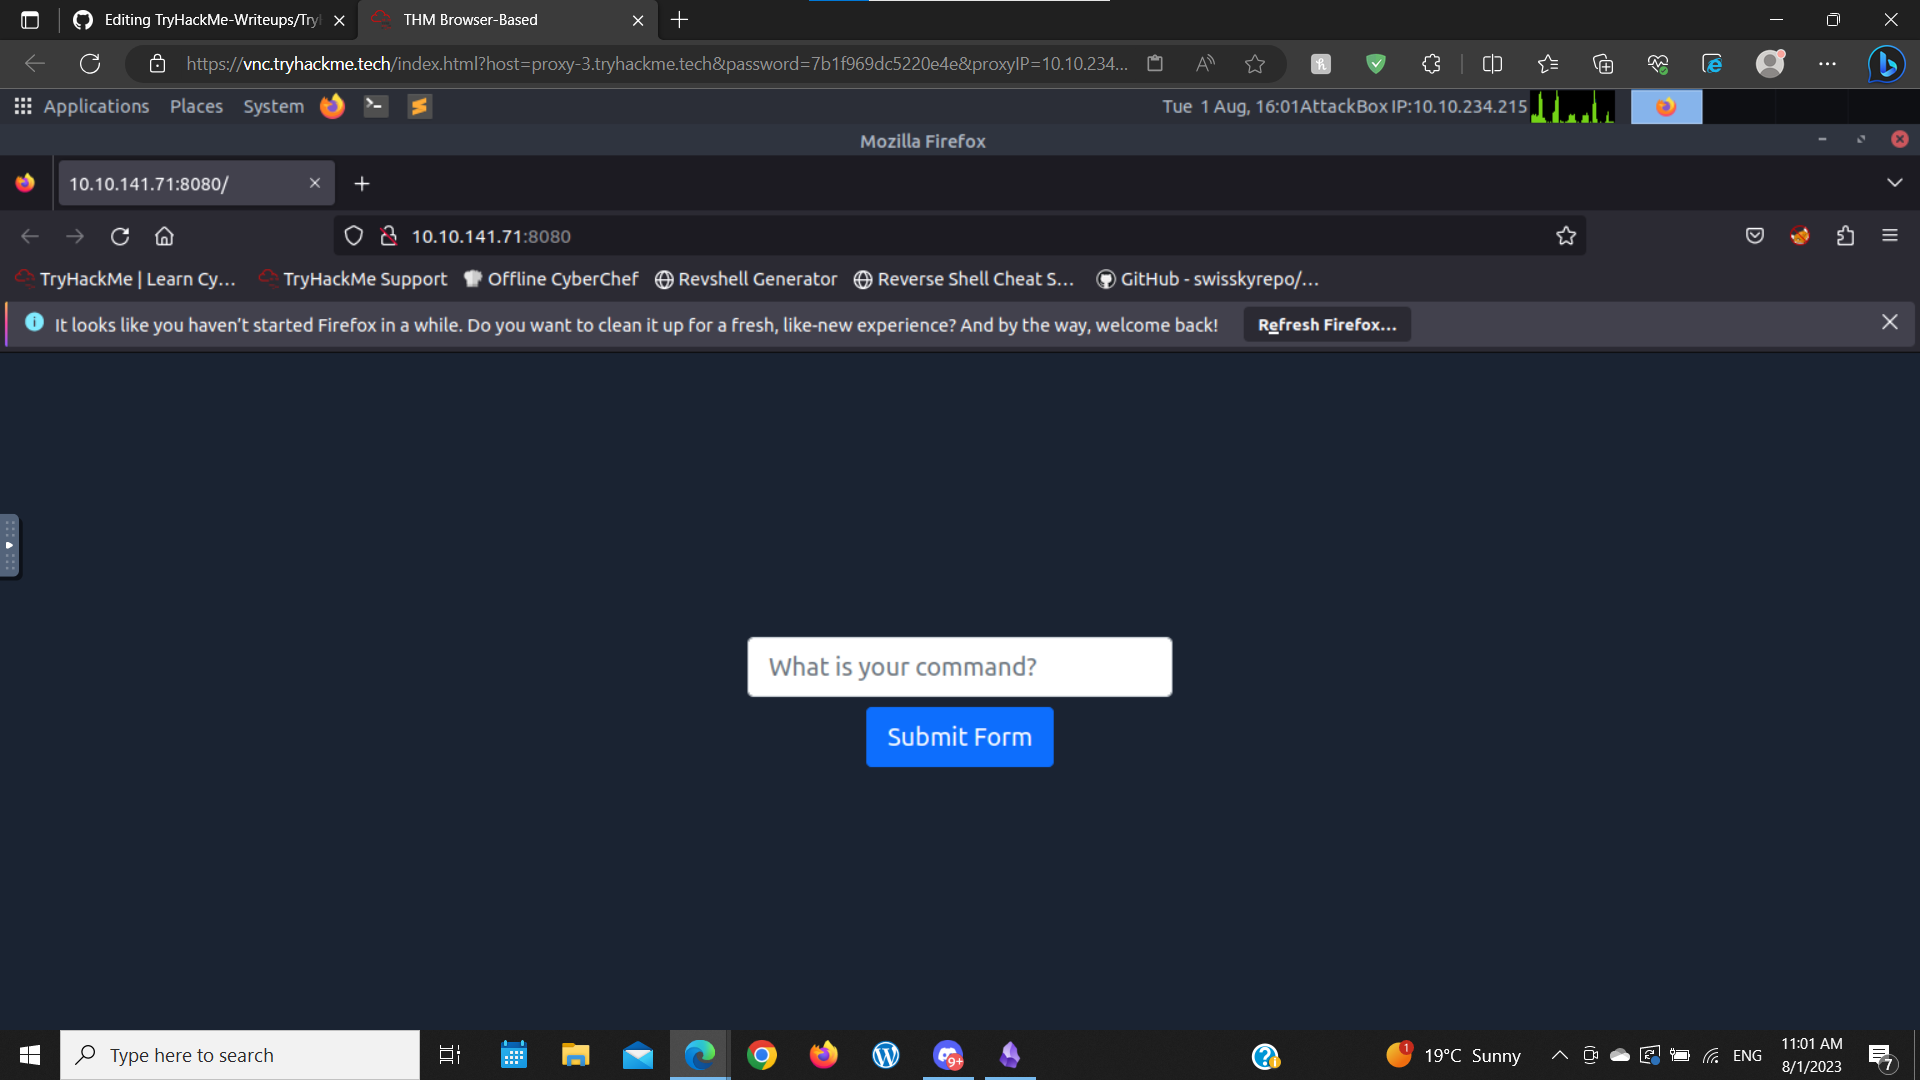 Editing TryHackMe-Writeups/Tryl
THM Browser-Based
https://vnc.tryhackme.tech/index.html?host=proxy-3.tryhackme.tech&password=7b1f969dc5220e4e&proxyIP=10.10.234...
Applications Places System
Tue 1 Aug, 16:01AttackBox IP:10.10.234.215
Mozilla Firefox
10.10.141.71:8080/
10.10.141.71:8080
TryHackMe | Learn Cy... TryHackMe Support Offline CyberChef Revshell Generator Reverse Shell Cheat S... GitHub - swisskyrepo/...
It looks like you haven't started Firefox in a while. Do you want to clean it up for a fresh, like-new experience? And by the way, welcome back! Refresh Firefox...
What is your command?
Submit Form
Type here to search
9+
1
19°C Sunny
ENG
11:01 AM
8/1/2023
7